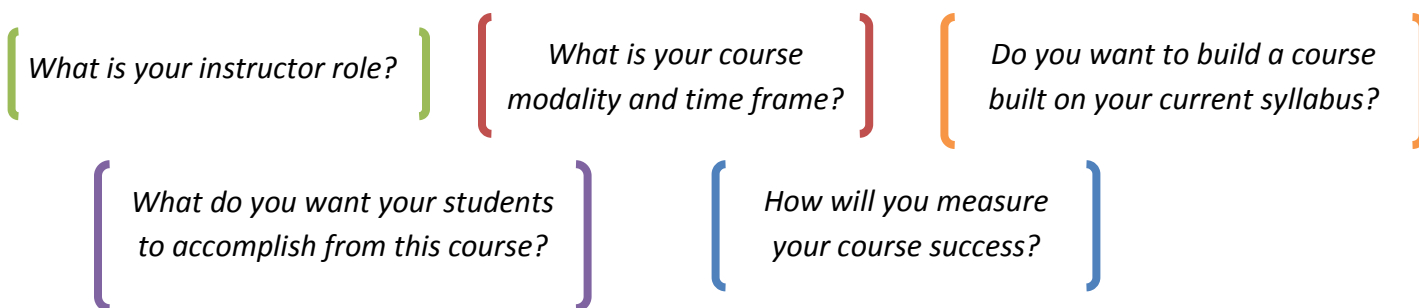 What is your instructor role?
What is your course
modality and time frame?
Do you want to build a course
built on your current syllabus?
What do you want your students
to accomplish from this course?
How will you measure
your course success?